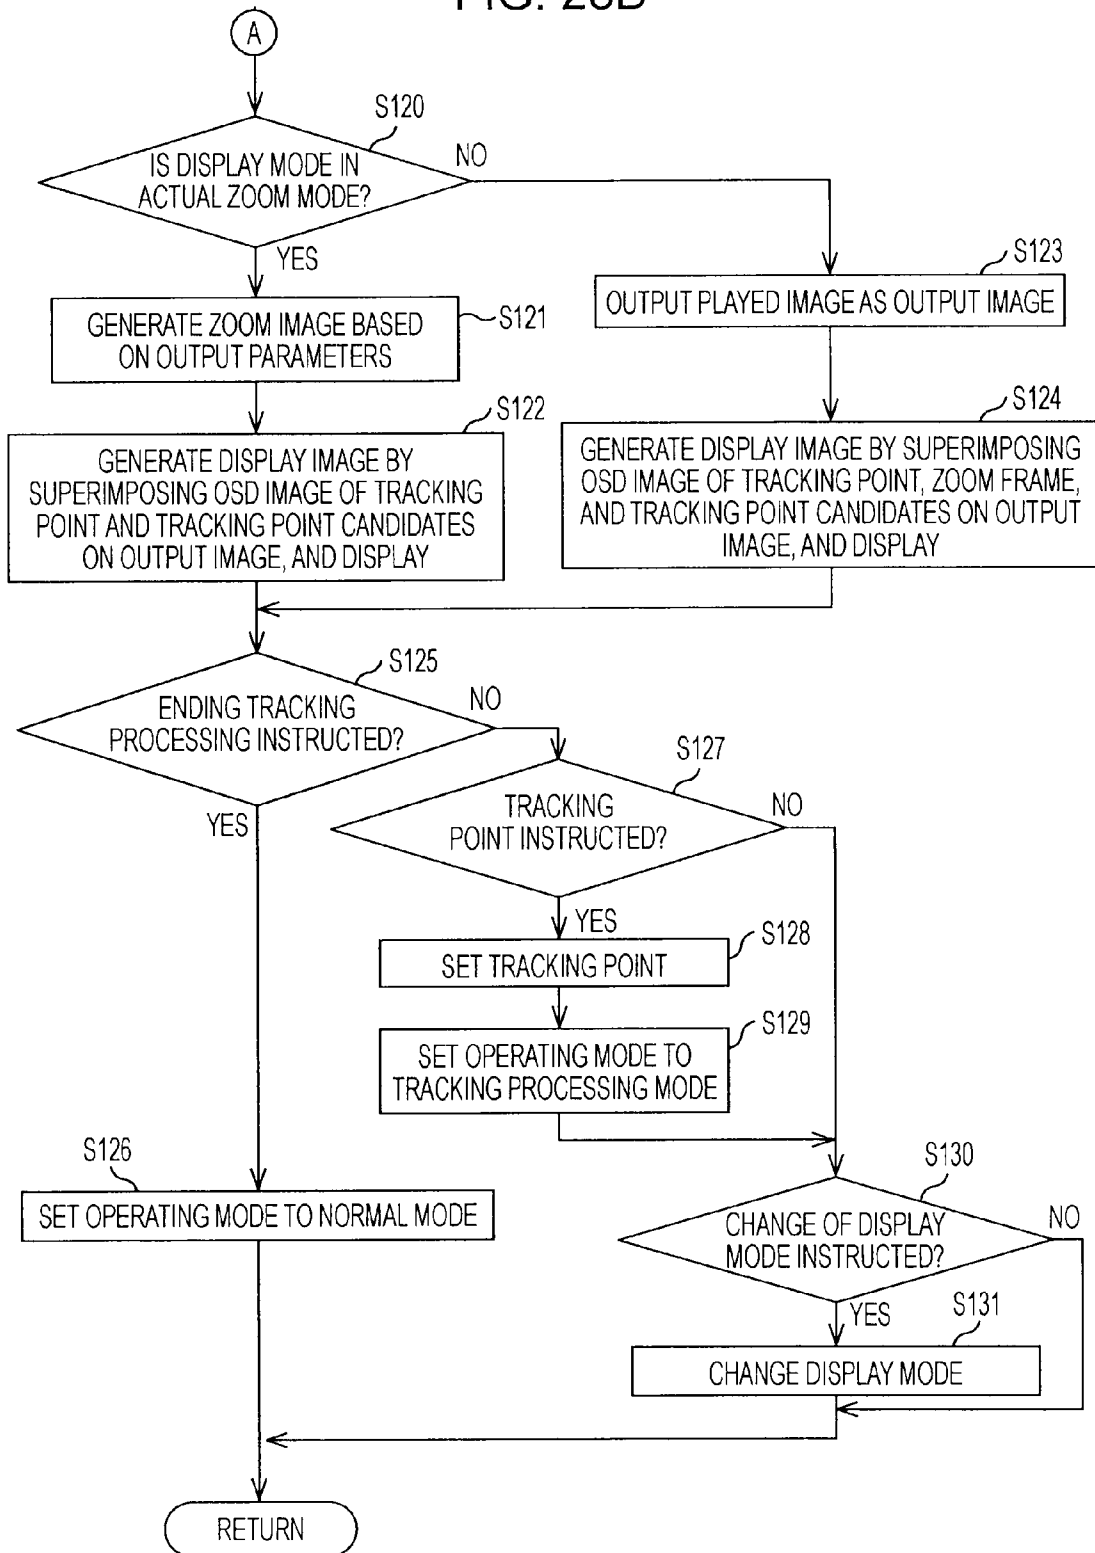 A
S120
IS DISPLAY MODE IN
ACTUAL ZOOM MODE?
NO
YES
S121
GENERATE ZOOM IMAGE BASED
ON OUTPUT PARAMETERS
S123
OUTPUT PLAYED IMAGE AS OUTPUT IMAGE
S122
GENERATE DISPLAY IMAGE BY
SUPERIMPOSING OSD IMAGE OF TRACKING
POINT AND TRACKING POINT CANDIDATES
ON OUTPUT IMAGE, AND DISPLAY
S124
GENERATE DISPLAY IMAGE BY SUPERIMPOSING
OSD IMAGE OF TRACKING POINT, ZOOM FRAME,
AND TRACKING POINT CANDIDATES ON OUTPUT
IMAGE, AND DISPLAY
S125
ENDING TRACKING
PROCESSING INSTRUCTED?
NO
YES
S127
TRACKING
POINT INSTRUCTED?
NO
YES
S128
SET TRACKING POINT
S129
SET OPERATING MODE TO
TRACKING PROCESSING MODE
S126
SET OPERATING MODE TO NORMAL MODE
S130
CHANGE OF DISPLAY
MODE INSTRUCTED?
NO
YES
S131
CHANGE DISPLAY MODE
RETURN